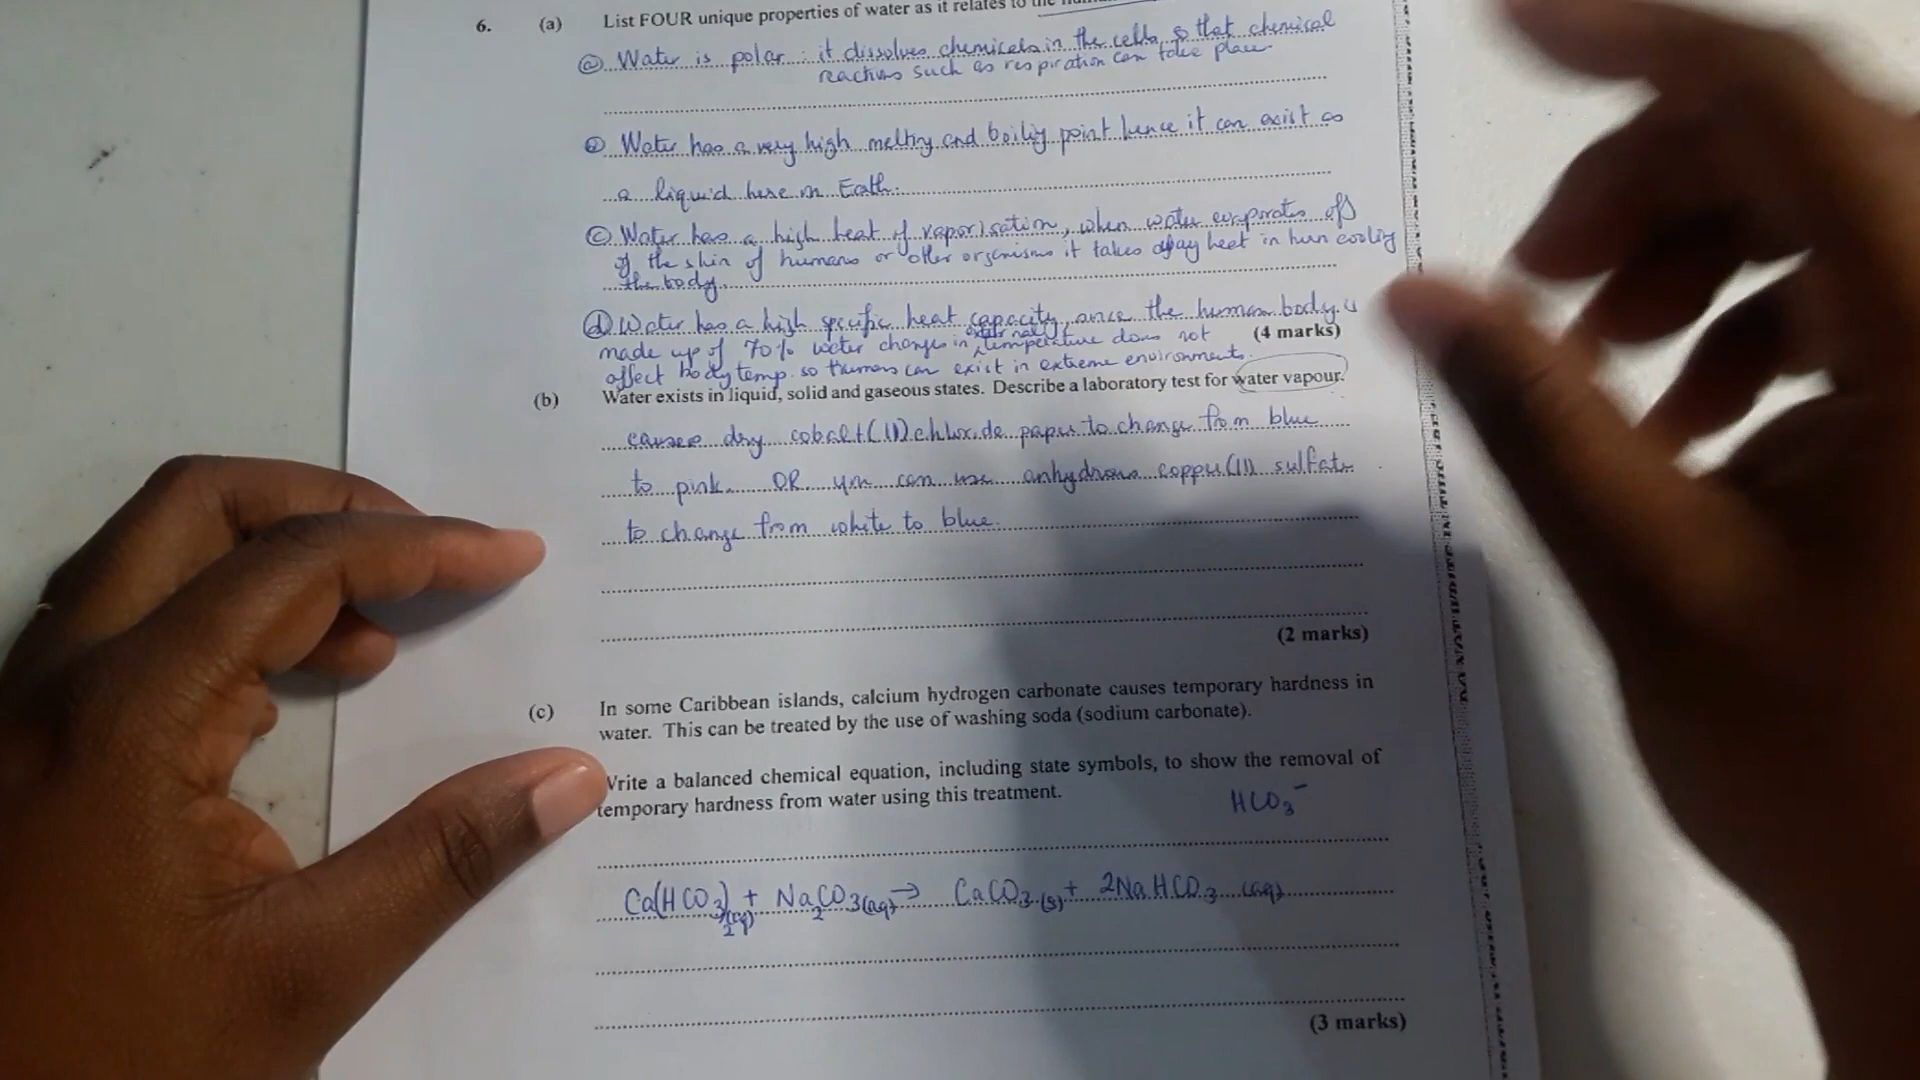 6. (a) List FOUR unique properties of water as it relates to the
ⓐ Water is polar : it dissolves chemicals in the cells, so that chemical
reactions such as respiration can take place
Water has a very high melting and boiling point hence it can exist as
a liquid here on Earth.
ⓒ Water has a high heat of vaporisation, when water evaporates off
of the skin of humans or other organisms it takes away heat in turn cooling
the body.
ⓓ Water has a high specific heat capacity, since the human body is
made up of 70% water changes in externally temperature does not (4 marks)
affect body temp. so humans can exist in extreme environments.
(b) Water exists in liquid, solid and gaseous states. Describe a laboratory test for water vapour.
causes dry cobalt (II) chloride paper to change from blue
to pink. OR you can use anhydrous copper (II) sulfate
to change from white to blue.
(2 marks)
(c) In some Caribbean islands, calcium hydrogen carbonate causes temporary hardness in
water. This can be treated by the use of washing soda (sodium carbonate).
Write a balanced chemical equation, including state symbols, to show the removal of
temporary hardness from water using this treatment. HCO₃⁻
Ca(HCO₃)₂(aq) + Na₂CO₃(aq) → CaCO₃(s) + 2NaHCO₃ (aq)
(3 marks)